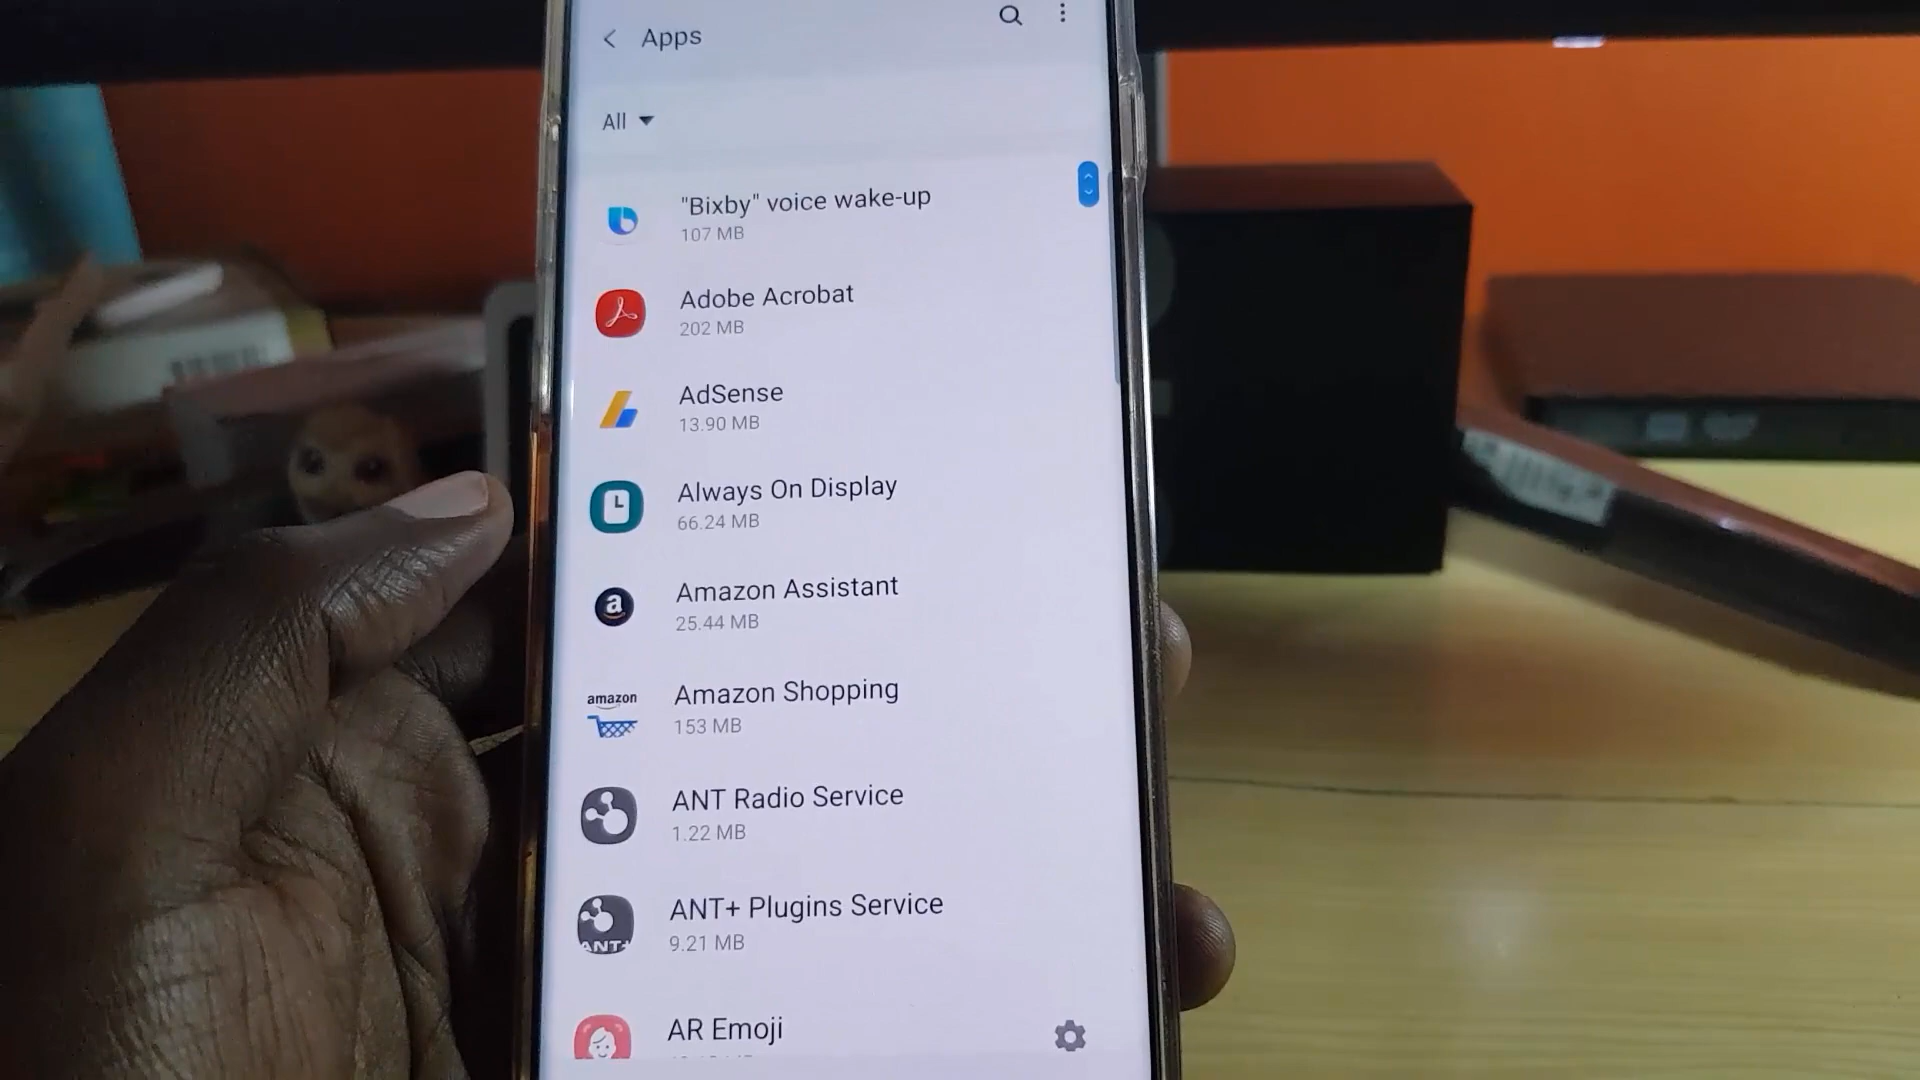 Apps
All
"Bixby" voice wake-up
107 MB
Adobe Acrobat
202 MB
AdSense
13.90 MB
Always On Display
66.24 MB
a
Amazon Assistant
25.44 MB
amazon
Amazon Shopping
153 MB
ANT Radio Service
1.22 MB
ANT+ Plugins Service
ANT+
9.21 MB
AR Emoji